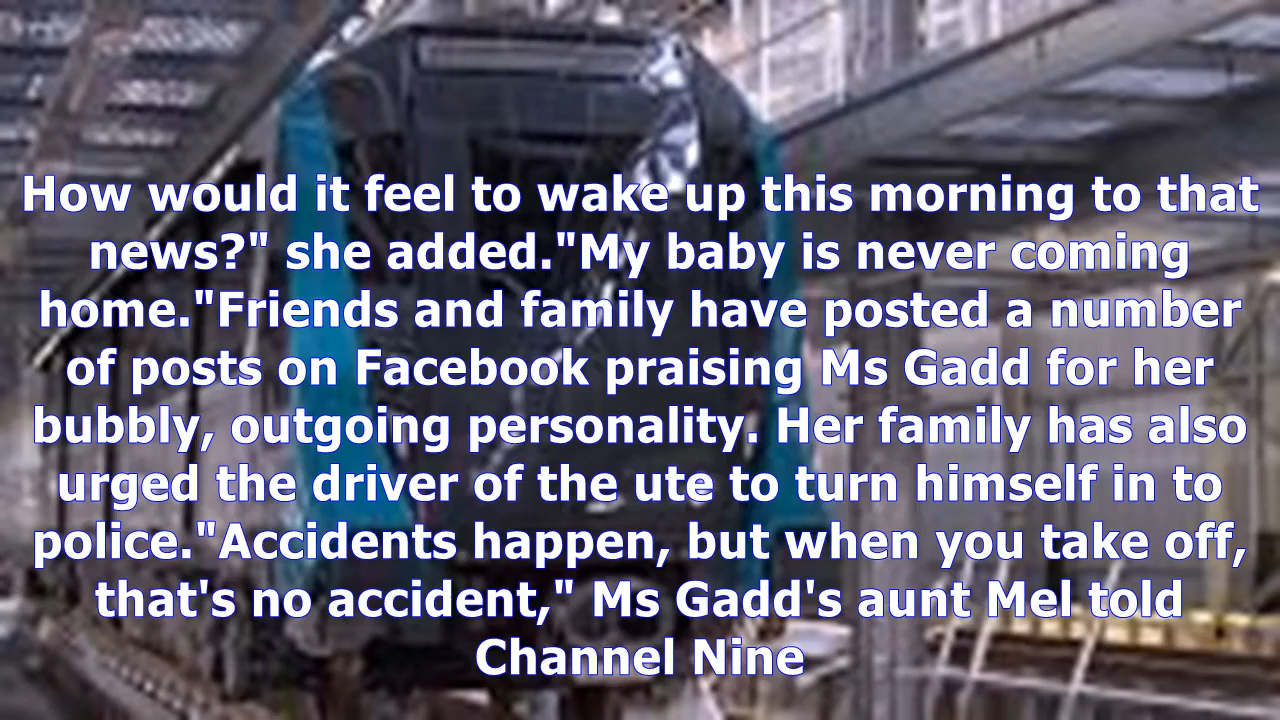 How would it feel to wake up this morning to that
news?" she added."My baby is never coming
home."Friends and family have posted a number
of posts on Facebook praising Ms Gadd for her
bubbly, outgoing personality. Her family has also
urged the driver of the ute to turn himself in to
police."Accidents happen, but when you take off,
that's no accident," Ms Gadd's aunt Mel told
Channel Nine